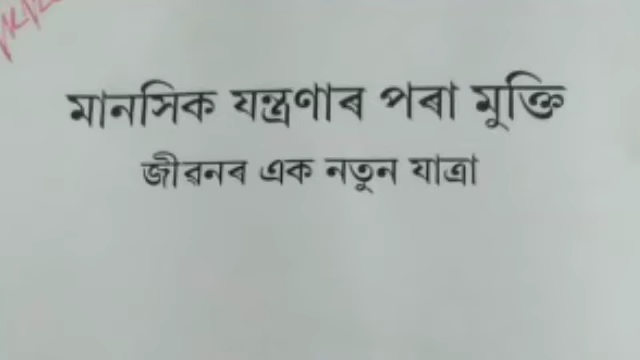 মানসিক যন্ত্ৰণাৰ পৰা মুক্তি
জীৱনৰ এক নতুন যাত্ৰা